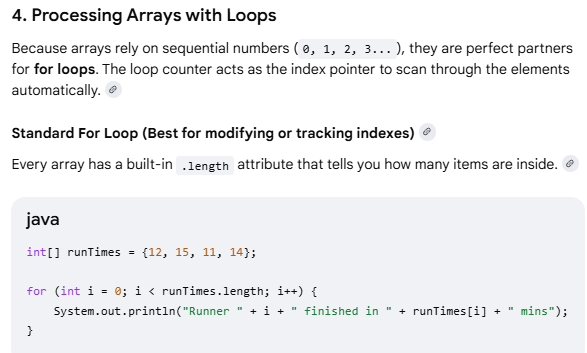 4. Processing Arrays with Loops
Because arrays rely on sequential numbers ( 0, 1, 2, 3... ), they are perfect partners
for for loops. The loop counter acts as the index pointer to scan through the elements
automatically.
Standard For Loop (Best for modifying or tracking indexes)
Every array has a built-in .length attribute that tells you how many items are inside.
java
int[] runTimes = {12, 15, 11, 14};
for (int i = 0; i < runTimes.length; i++) {
    System.out.println("Runner " + i + " finished in " + runTimes[i] + " mins");
}